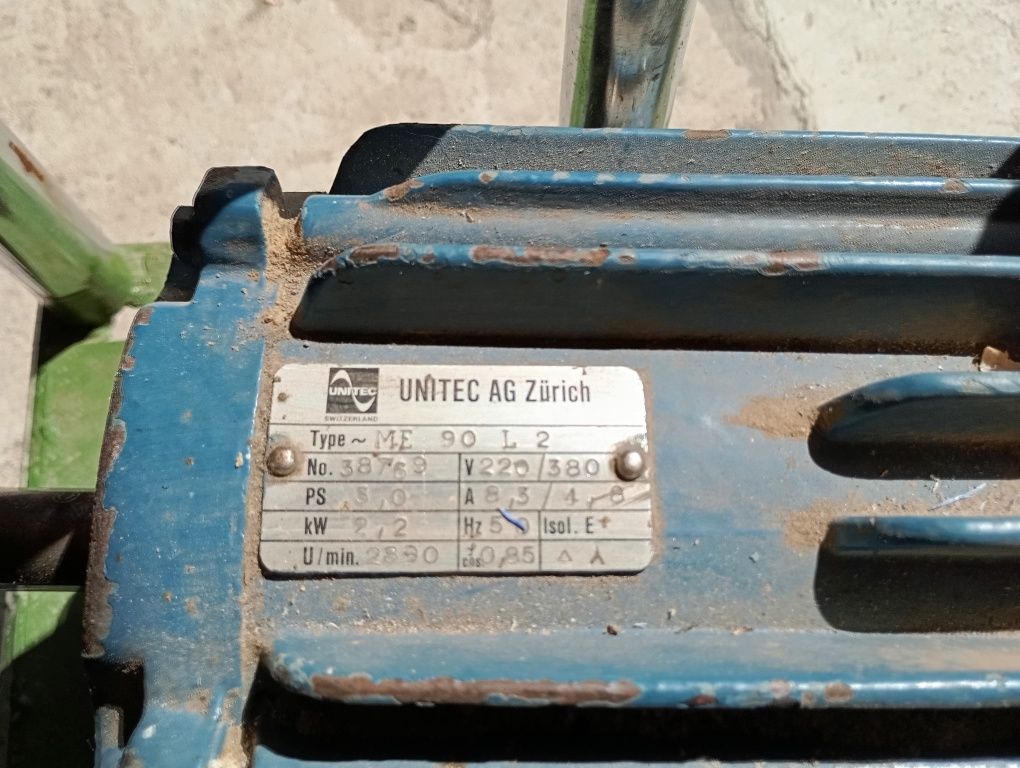 UNITEC
SWITZERLAND
UNITEC AG Zürich
Type ~ ME 90 L 2
No. 38769 V 220/380
PS 3,0 A 8,3/4,8
kW 2,2 Hz 50 Isol. E
U/min. 2890 cos 0,85 △ 人